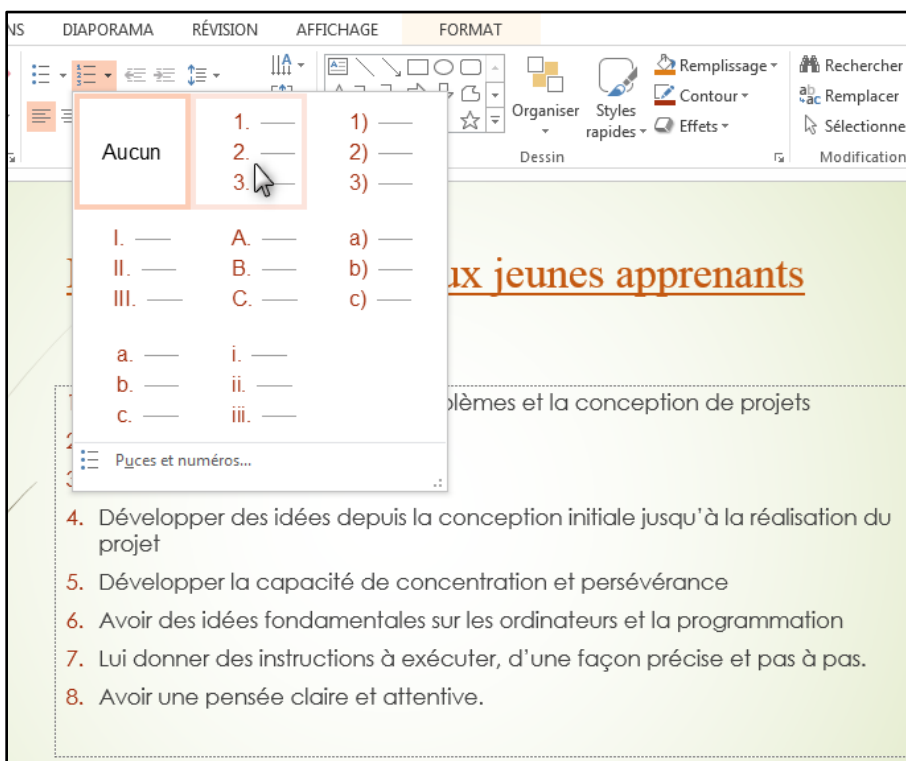 NS DIAPORAMA RÉVISION AFFICHAGE FORMAT
Remplissage Rechercher
Contour Remplacer
Organiser Styles rapides Effets Sélectionne
Dessin Modification
Aucun
1. 2. 3.
1) 2) 3)
I. II. III.
A. B. C.
a) b) c)
a. b. c.
i. ii. iii.
Puces et numéros...
ux jeunes apprenants
blèmes et la conception de projets
4. Développer des idées depuis la conception initiale jusqu'à la réalisation du
projet
5. Développer la capacité de concentration et persévérance
6. Avoir des idées fondamentales sur les ordinateurs et la programmation
7. Lui donner des instructions à exécuter, d'une façon précise et pas à pas.
8. Avoir une pensée claire et attentive.